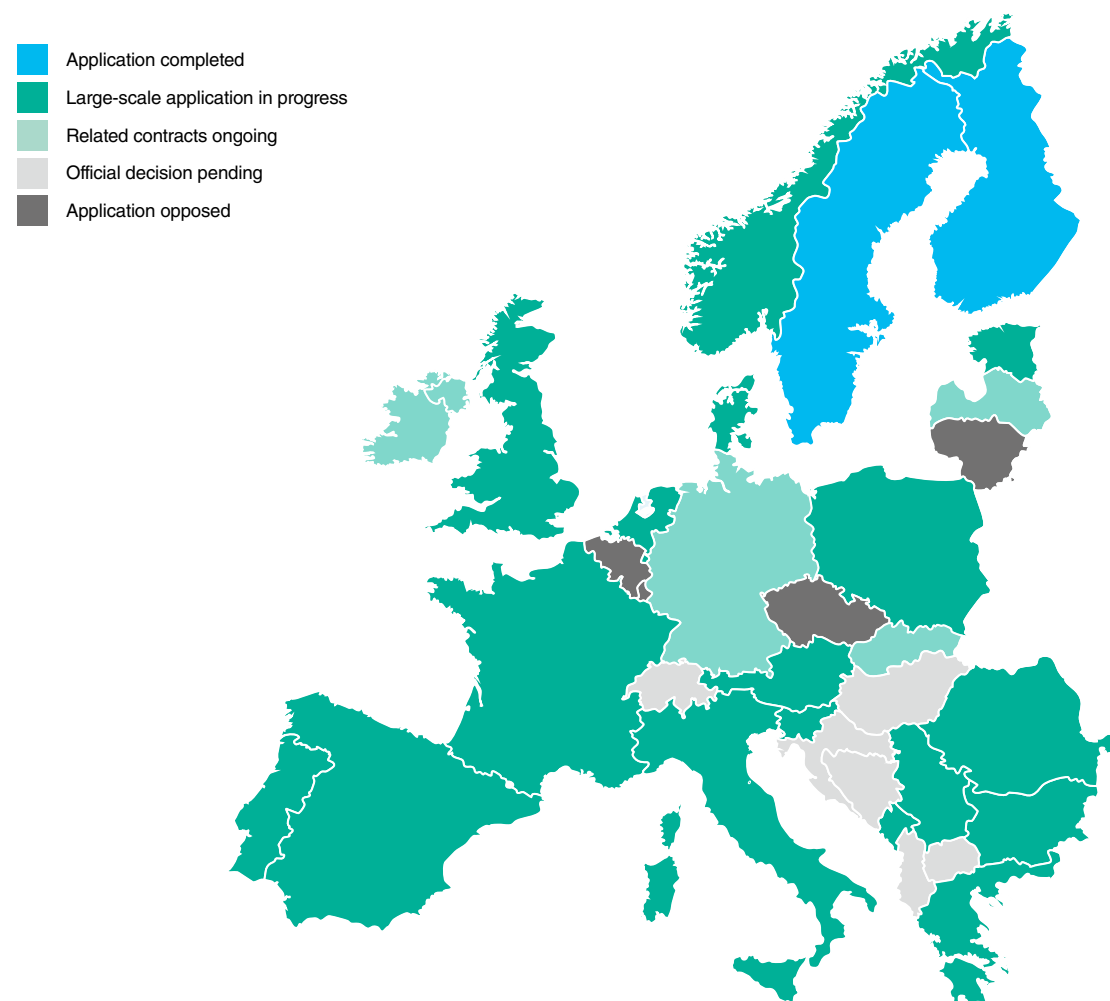 Application completed
Large-scale application in progress
Related contracts ongoing
Official decision pending
Application opposed